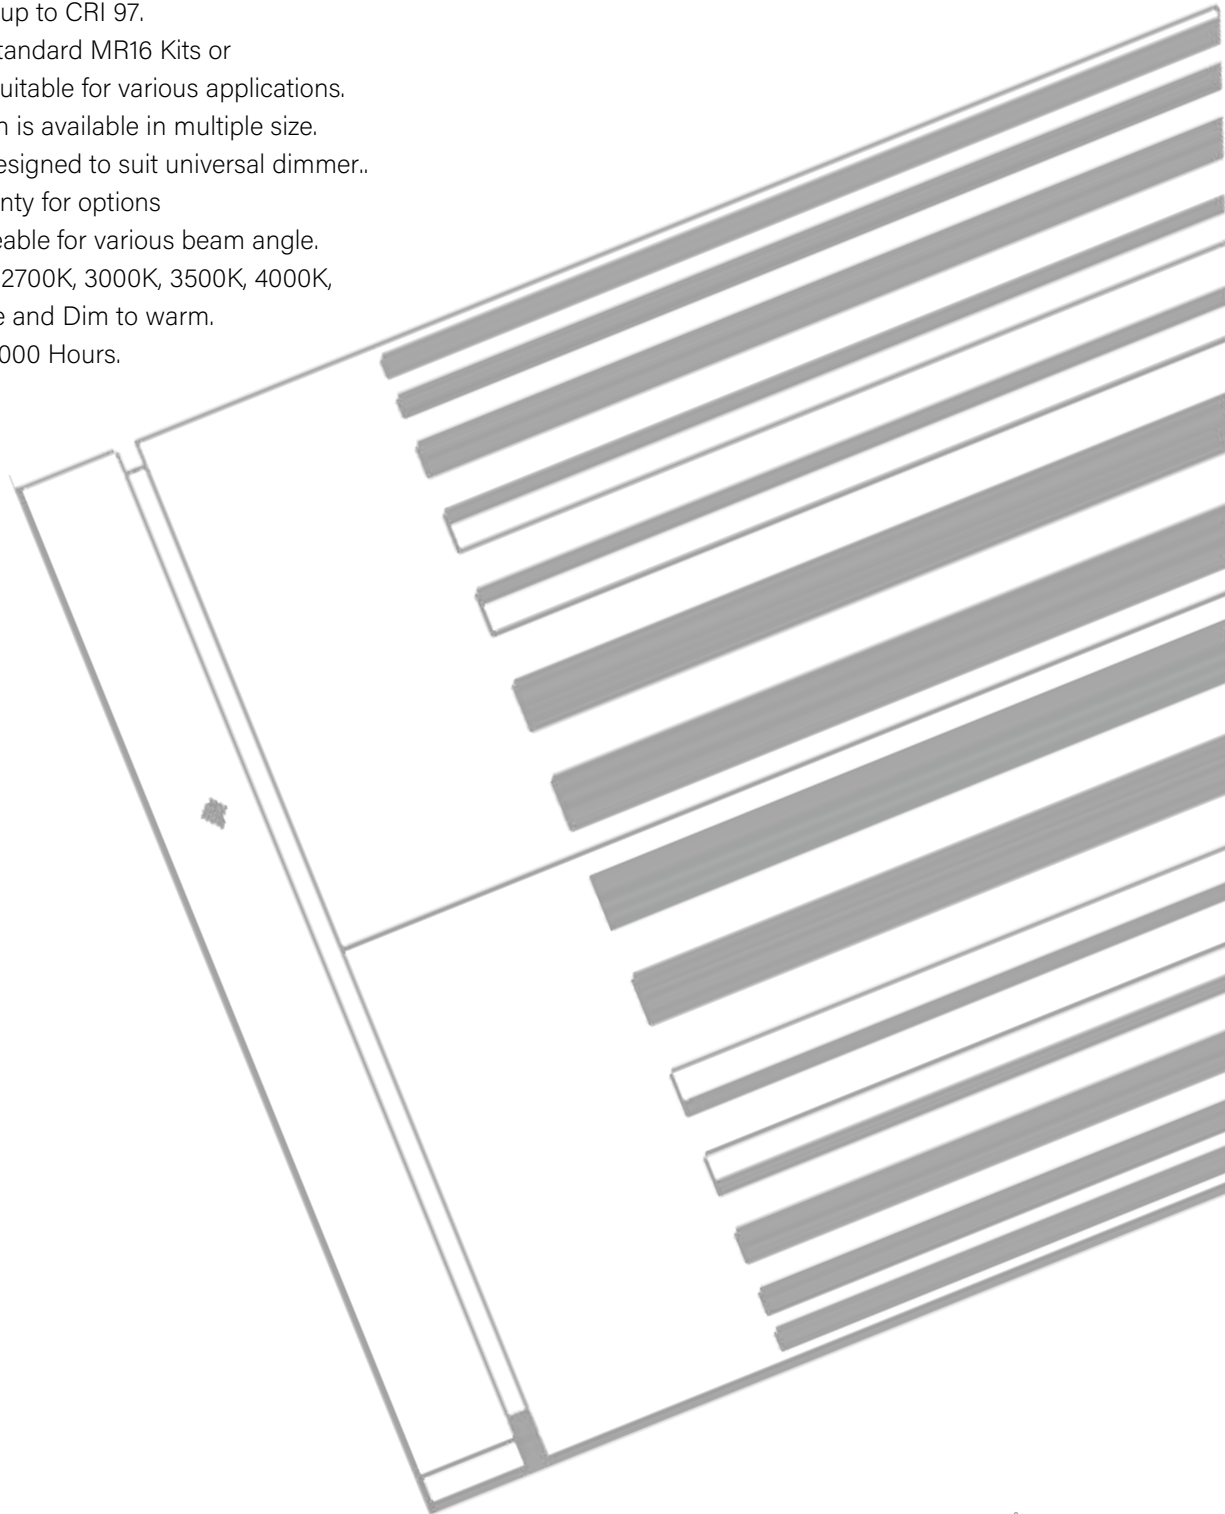 up to CRI 97.
tandard MR16 Kits or
uitable for various applications.
n is available in multiple size.
esigned to suit universal dimmer..
nty for options
eable for various beam angle.
2700K, 3000K, 3500K, 4000K,
e and Dim to warm.
000 Hours.